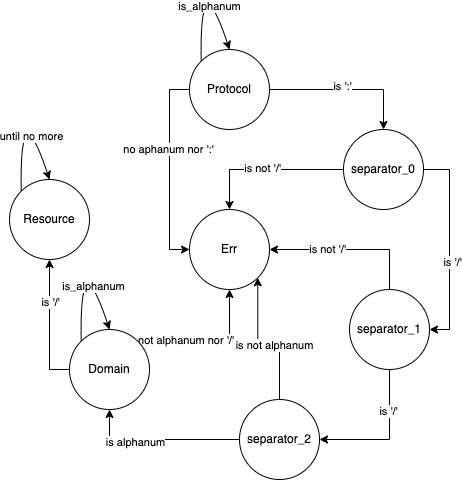 is_alphanum
Protocol
is ':'
until no more
no aphanum nor ':'
is not '/'
separator_0
Resource
Err
is not '/'
is '/'
is_alphanum
is '/'
separator_1
not alphanum nor '/'
is not alphanum
Domain
is '/'
is alphanum
separator_2